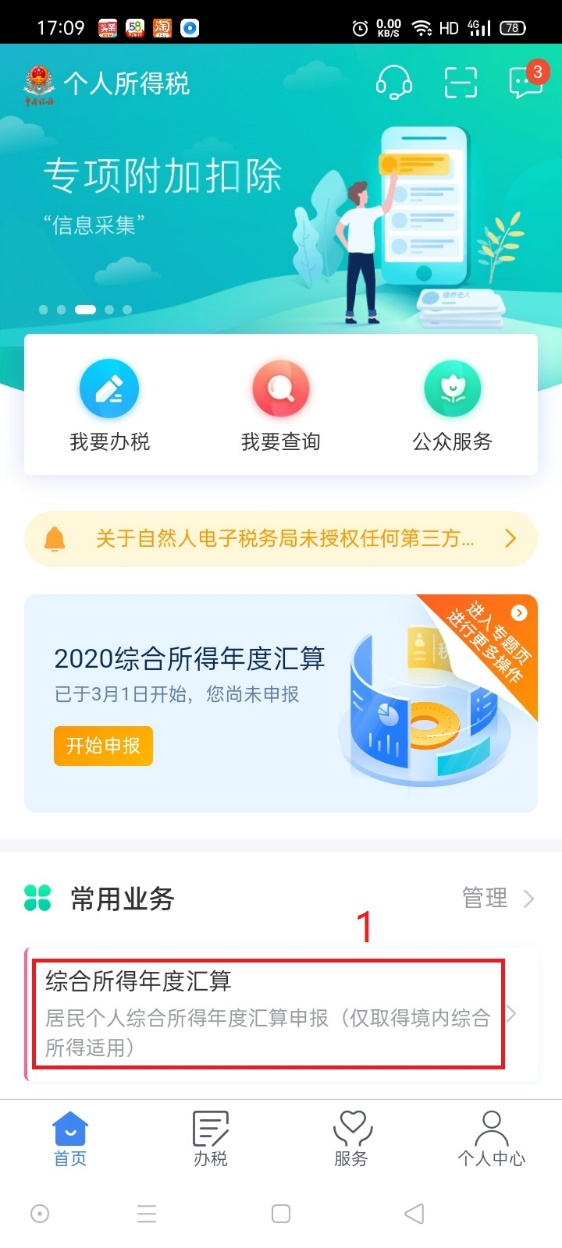 17:09
0.00
KB/S
HD
4G
78
个人所得税
3
专项附加扣除
“信息采集”
我要办税
我要查询
公众服务
关于自然人电子税务局未授权任何第三方...
进入专题页
进行更多操作
2020综合所得年度汇算
已于3月1日开始，您尚未申报
开始申报
常用业务
管理
1
综合所得年度汇算
居民个人综合所得年度汇算申报（仅取得境内综合
所得适用）
首页
办税
服务
个人中心